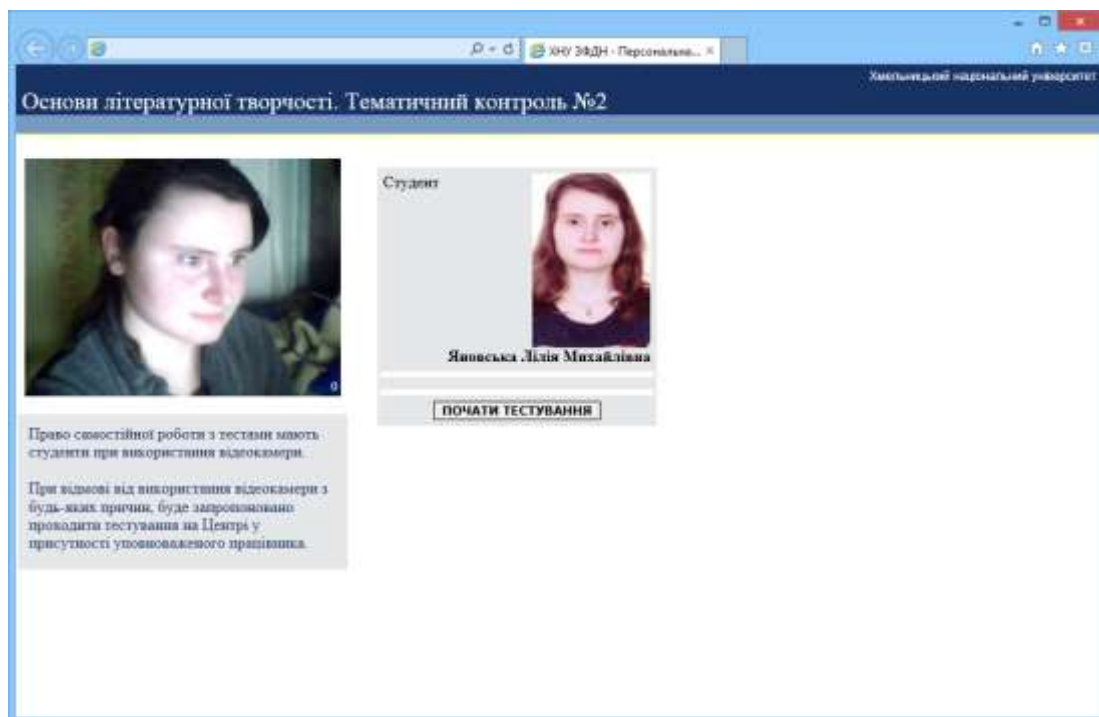 ХНУ ЗФДН - Персональна...
Хмельницький національний університет
Основи літературної творчості. Тематичний контроль №2
Студент
0
Яновська Лілія Михайлівна
ПОЧАТИ ТЕСТУВАННЯ
Право самостійної роботи з тестами мають
студенти при використання відеокамери.
При відмові від використання відеокамери з
будь-яких причин, буде запропоновано
проходити тестування на Центрі у
присутності уповноваженого працівника.